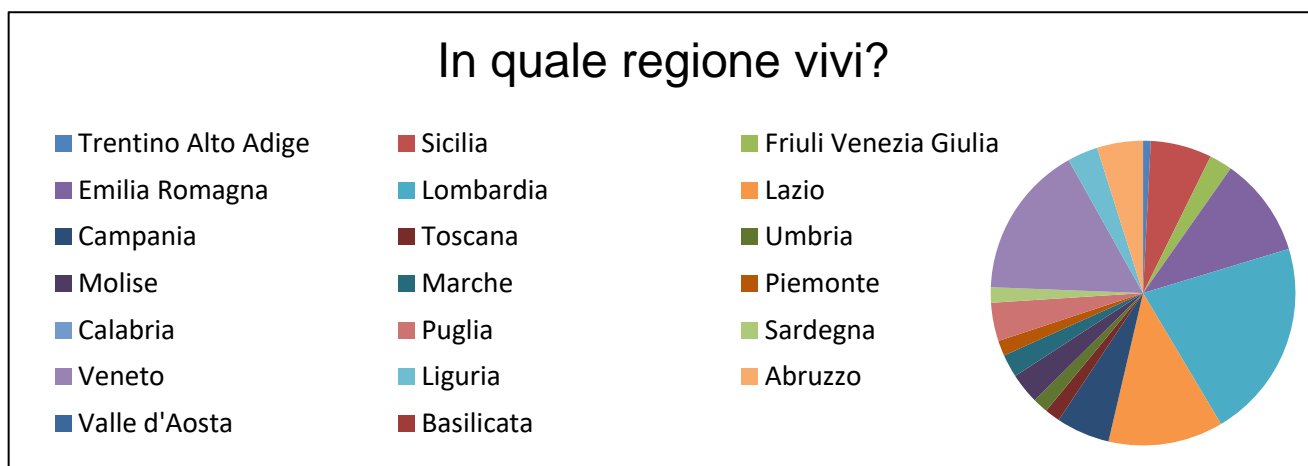 In quale regione vivi?
Trentino Alto Adige Sicilia Friuli Venezia Giulia
Emilia Romagna Lombardia Lazio
Campania Toscana Umbria
Molise Marche Piemonte
Calabria Puglia Sardegna
Veneto Liguria Abruzzo
Valle d'Aosta Basilicata